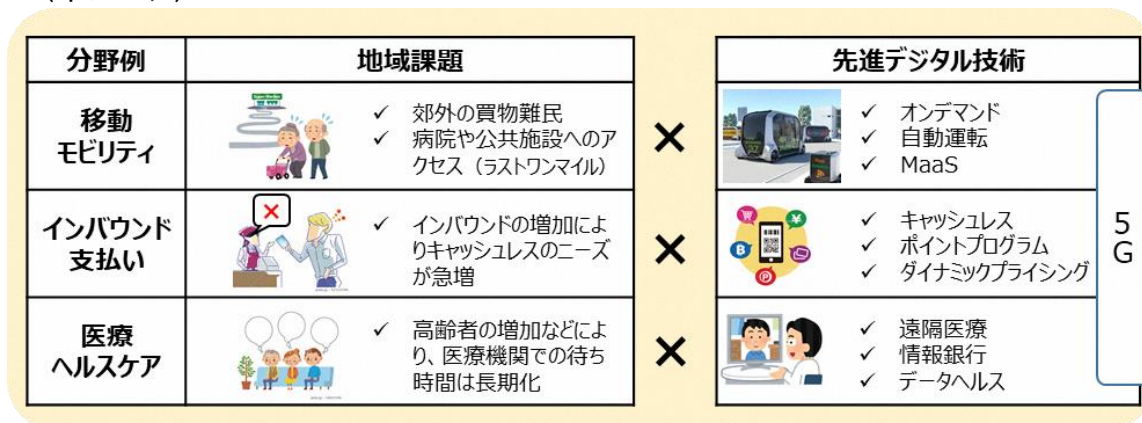 分野例
地域課題
先進デジタル技術
移動
モビリティ
✓ 郊外の買物難民
✓ 病院や公共施設へのア
クセス（ラストワンマイル）
×
✓ オンデマンド
✓ 自動運転
✓ MaaS
インバウンド
支払い
✓ インバウンドの増加によ
りキャッシュレスのニーズ
が急増
×
✓ キャッシュレス
✓ ポイントプログラム
✓ ダイナミックプライシング
医療
ヘルスケア
✓ 高齢者の増加などによ
り、医療機関での待ち
時間は長期化
×
✓ 遠隔医療
✓ 情報銀行
✓ データヘルス
5
G